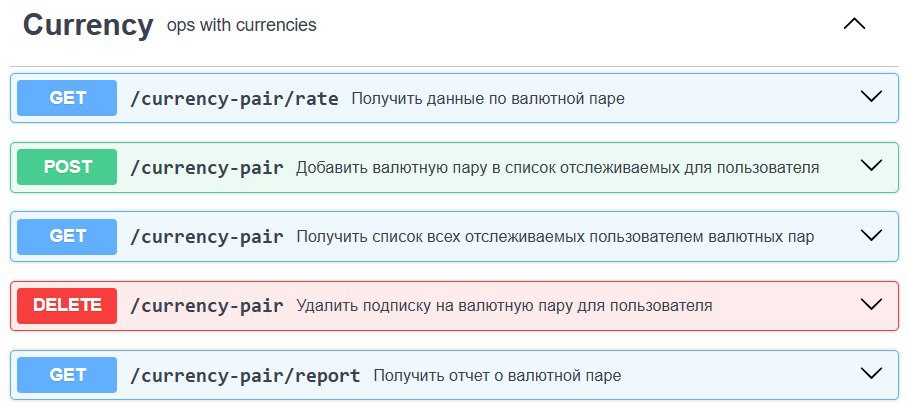 Currency ops with currencies
GET /currency-pair/rate Получить данные по валютной паре
POST /currency-pair Добавить валютную пару в список отслеживаемых для пользователя
GET /currency-pair Получить список всех отслеживаемых пользователем валютных пар
DELETE /currency-pair Удалить подписку на валютную пару для пользователя
GET /currency-pair/report Получить отчет о валютной паре